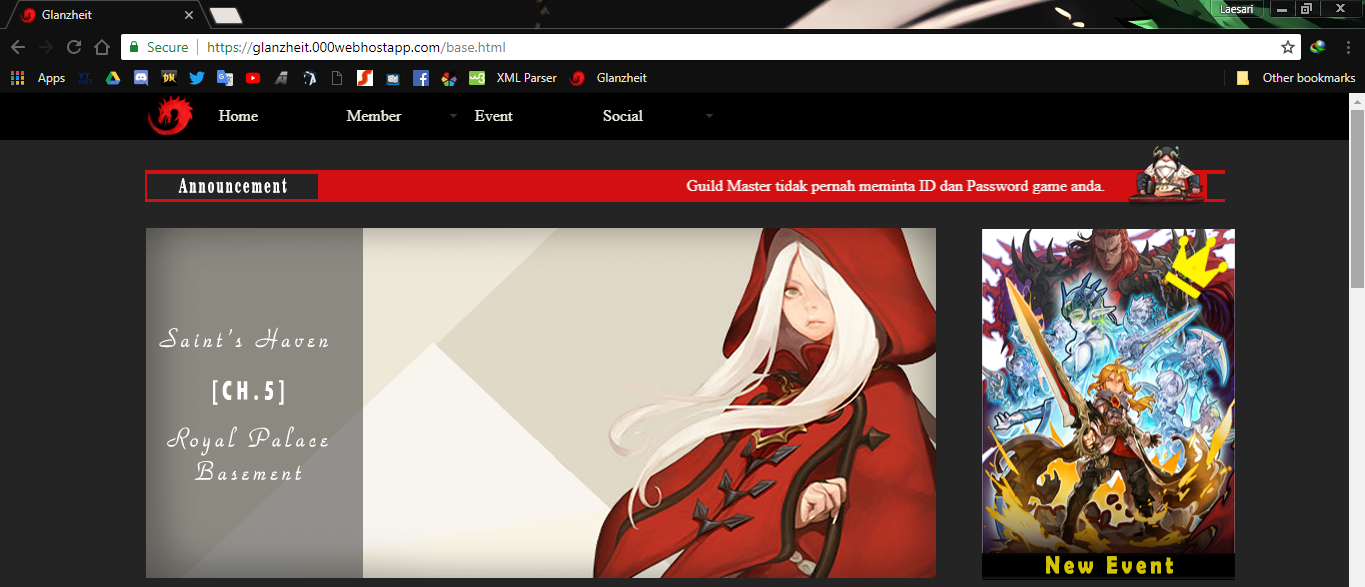 Glanzheit
Laesari
Secure
https://glanzheit.000webhostapp.com/base.html
Apps
XML Parser
Glanzheit
Other bookmarks
Home
Member
Event
Social
Announcement
Guild Master tidak pernah meminta ID dan Password game anda.
Saint's Haven
[CH.5]
Royal Palace
Basement
New Event